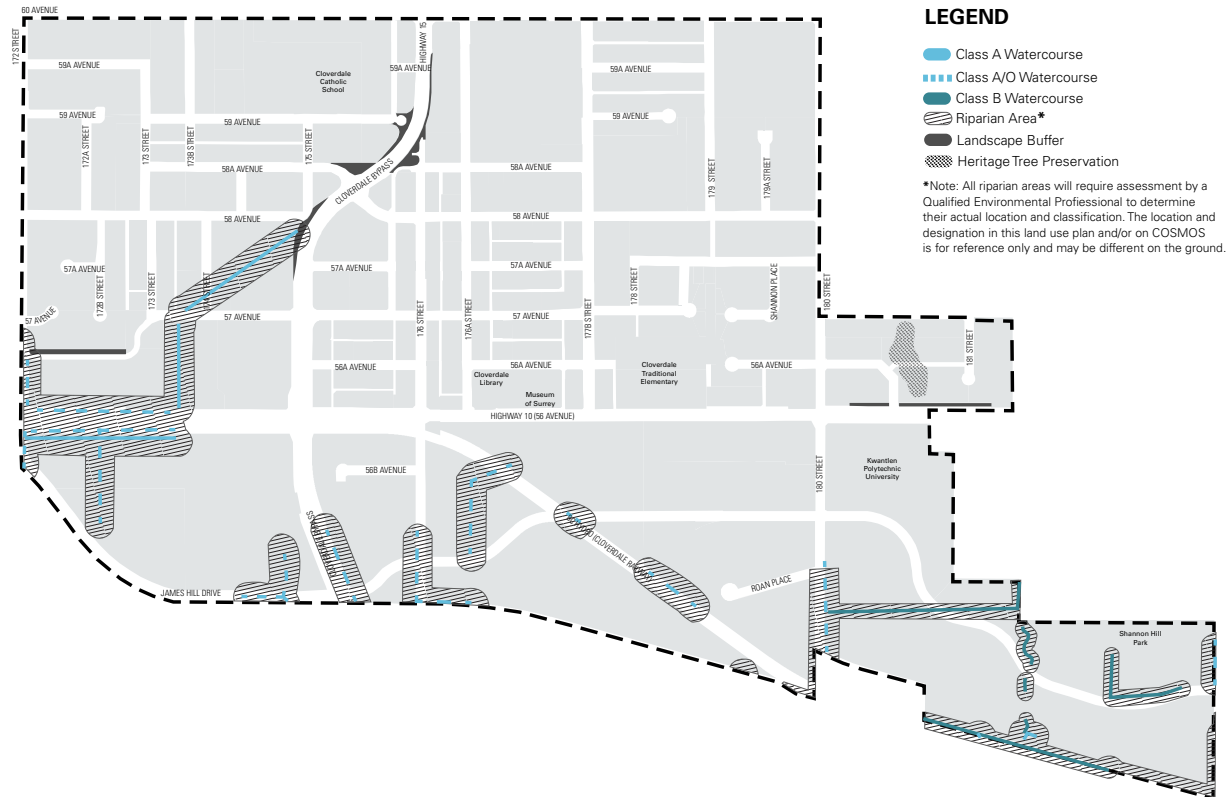 60 AVENUE
172 STREET
HIGHWAY 15
59A AVENUE
59A AVENUE
59A AVENUE
Cloverdale
Catholic
School
59 AVENUE
59 AVENUE
59 AVENUE
172A STREET
173 STREET
173B STREET
175 STREET
179 STREET
179A STREET
58A AVENUE
58A AVENUE
CLOVERDALE BYPASS
58 AVENUE
58 AVENUE
57A AVENUE
57A AVENUE
57A AVENUE
172B STREET
173 STREET
176 STREET
176A STREET
177B STREET
178 STREET
SHANNON PLACE
180 STREET
57 AVENUE
57 AVENUE
57 AVENUE
181 STREET
56A AVENUE
56A AVENUE
56A AVENUE
Cloverdale
Library
Museum
of Surrey
Cloverdale
Traditional
Elementary
HIGHWAY 10 (56 AVENUE)
56B AVENUE
180 STREET
Kwantlen
Polytechnic
University
JAMES HILL DRIVE
ROAN PLACE
Shannon Hill
Park
LEGEND
Class A Watercourse
Class A/O Watercourse
Class B Watercourse
Riparian Area*
Landscape Buffer
Heritage Tree Preservation
*Note: All riparian areas will require assessment by a
Qualified Environmental Profiessional to determine
their actual location and classification. The location and
designation in this land use plan and/or on COSMOS
is for reference only and may be different on the ground.